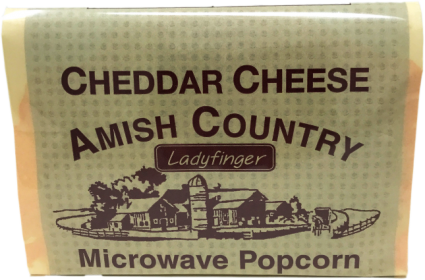 CHEDDAR CHEESE
AMISH COUNTRY
Ladyfinger
Microwave Popcorn